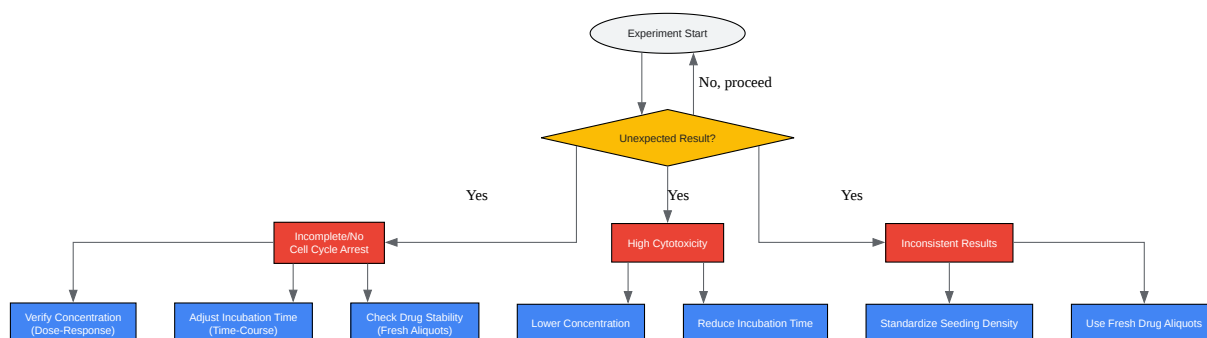 Experiment Start
No, proceed
Unexpected Result?
Yes
Yes
Yes
Incomplete/No
Cell Cycle Arrest
High Cytotoxicity
Inconsistent Results
Verify Concentration
(Dose-Response)
Adjust Incubation Time
(Time-Course)
Check Drug Stability
(Fresh Aliquots)
Lower Concentration
Reduce Incubation Time
Standardize Seeding Density
Use Fresh Drug Aliquots